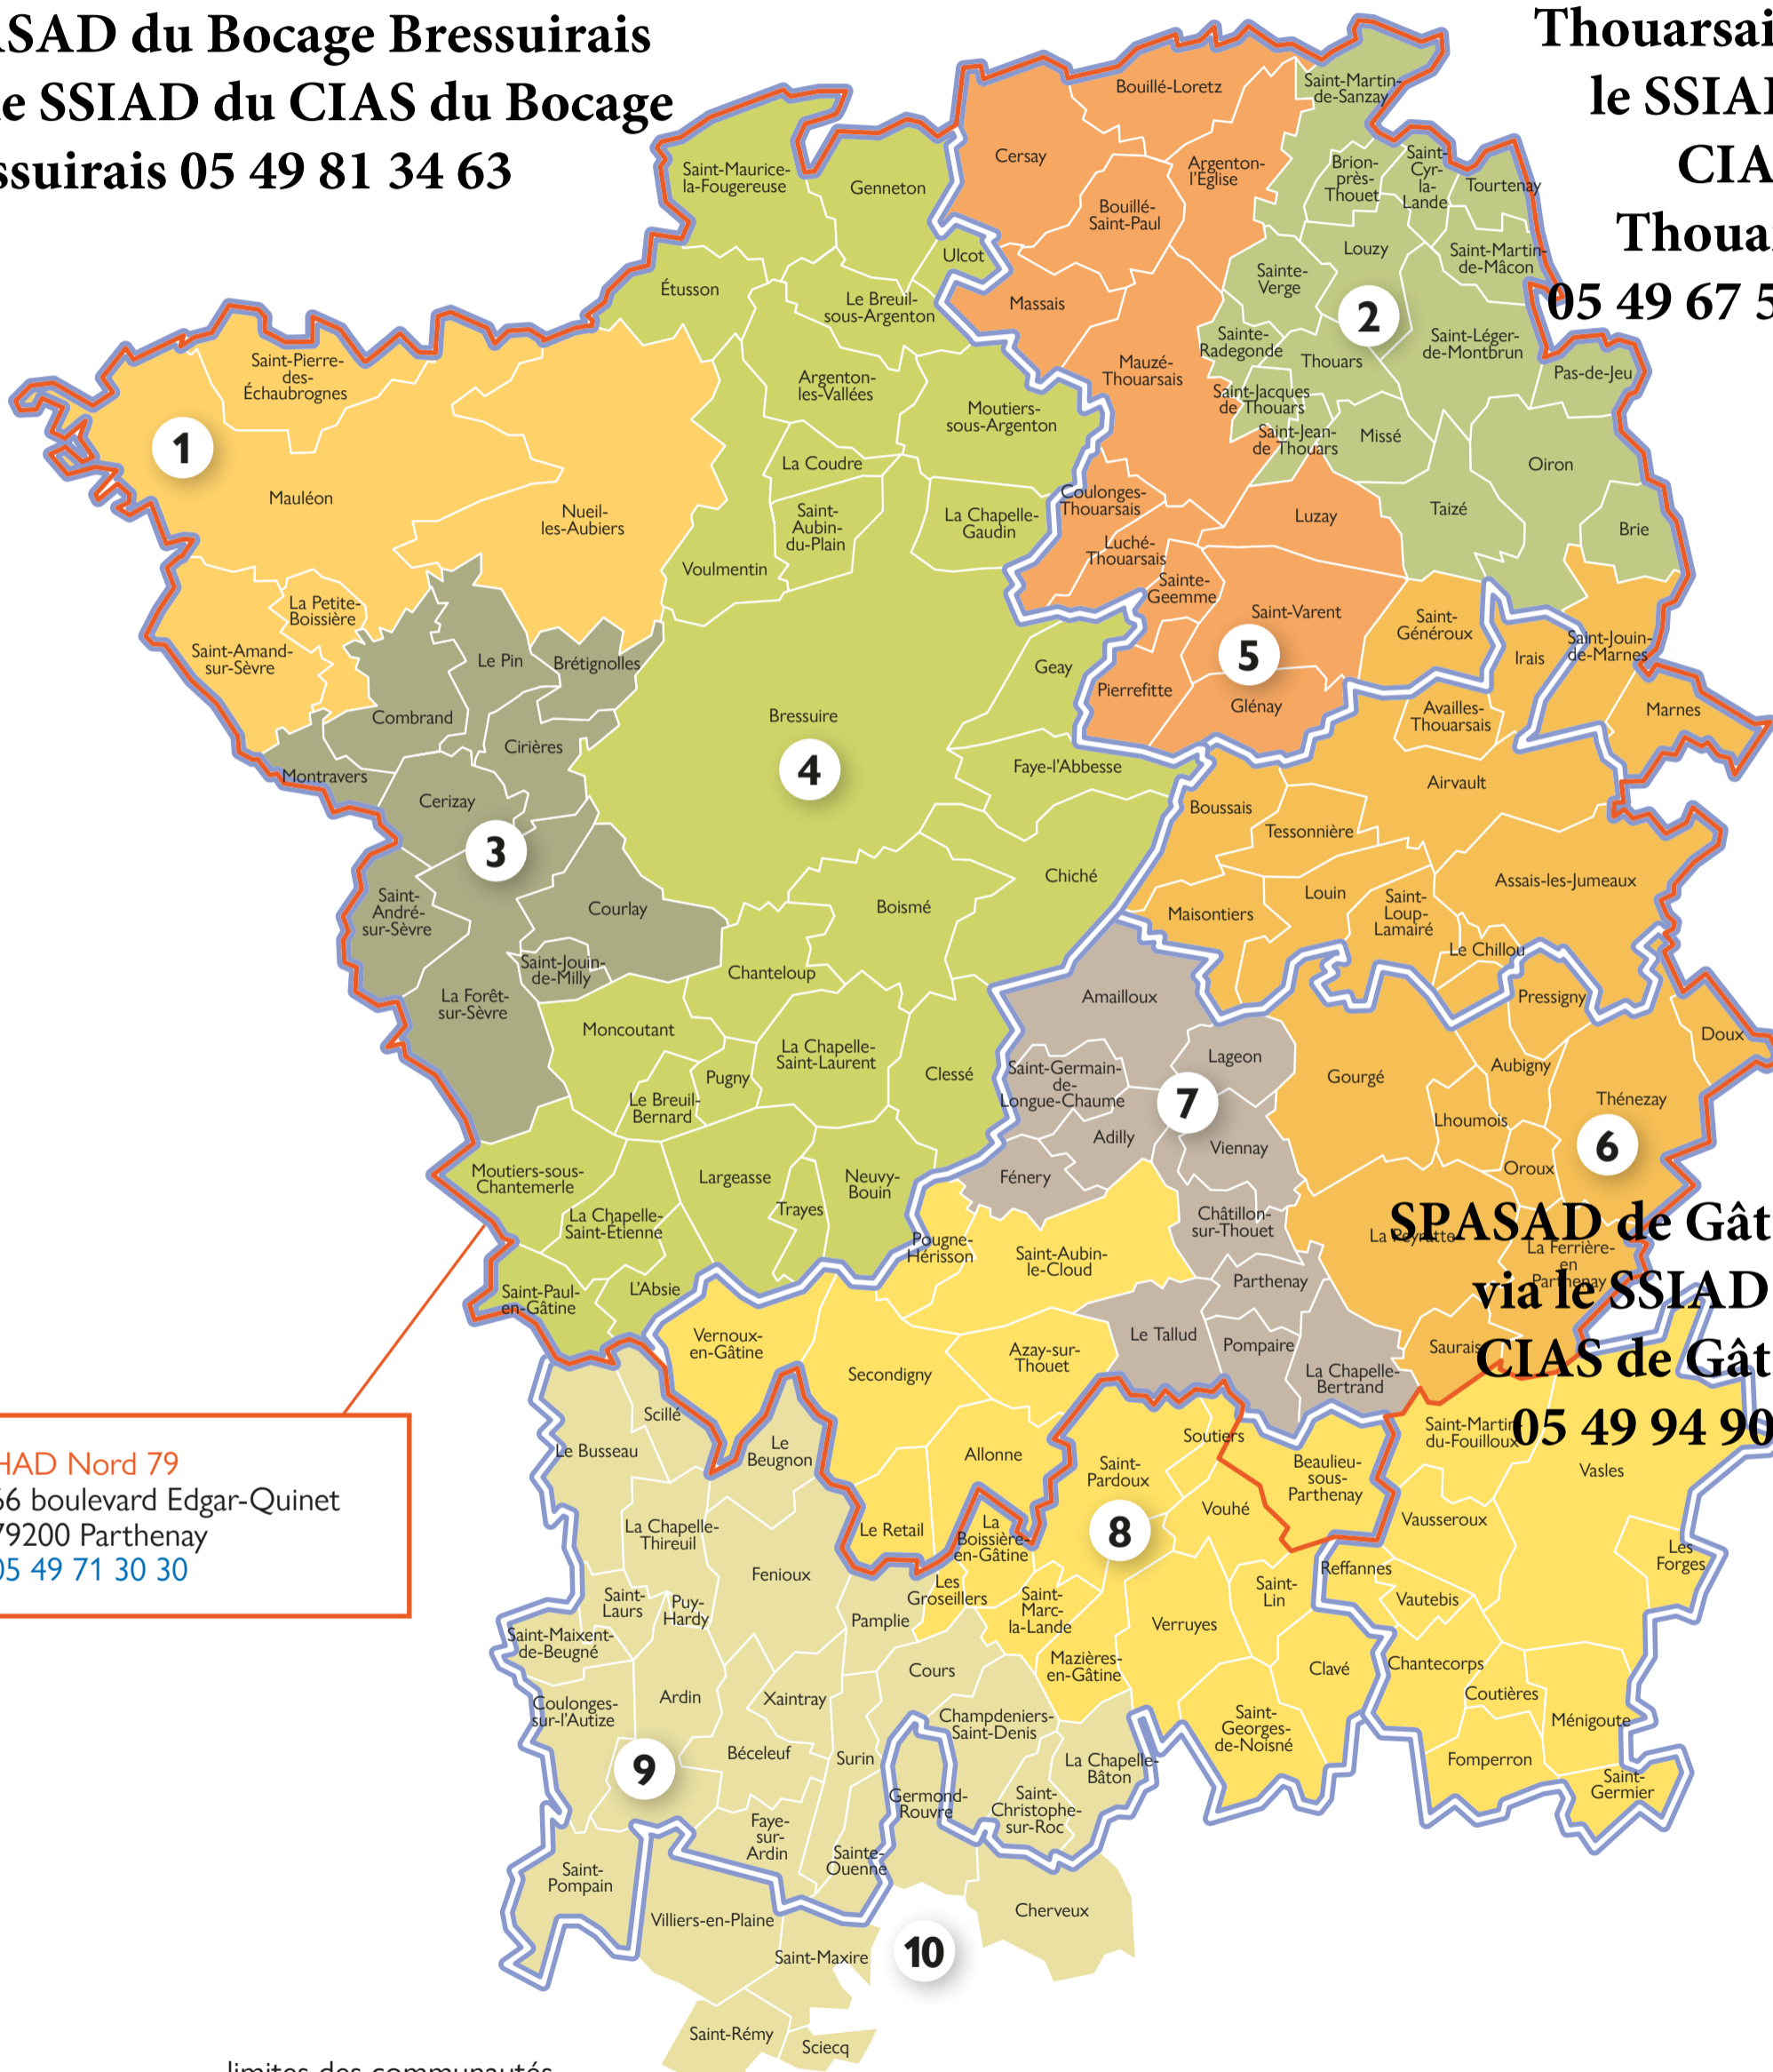 SAD du Bocage Bressuirais
e SSIAD du CIAS du Bocage
ssuirais 05 49 81 34 63
Thouarsai
le SSIAI
CIA
Thouar
05 49 67 5
Saint-Martin-
de-Sanzay
Bouillé-Loretz
Cersay
Argenton-
l'Église
Brion-
près-
Thouet
Saint-
Cyr-
la-
Lande
Tourtenay
Saint-Maurice-
la-Fougereuse
Genneton
Bouillé-
Saint-Paul
Ulcot
Louzy
Saint-Martin-
de-Mâcon
Sainte-
Verge
Étusson
Le Breuil-
sous-Argenton
Massais
2
Sainte-
Radegonde
Thouars
Saint-Léger-
de-Montbrun
Pas-de-Jeu
Saint-Pierre-
des-
Échaubrognes
Argenton-
les-Vallées
Mauzé-
Thouarsais
Saint-Jacques
de Thouars
Moutiers-
sous-Argenton
Saint-Jean-
de Thouars
Missé
1
La Coudre
Oiron
Mauléon
Nueil-
les-Aubiers
Saint-
Aubin-
du-Plain
La Chapelle-
Gaudin
Coulonges-
Thouarsais
Luzay
Taizé
Brie
Voulmentin
Luché-
Thouarsais
Sainte-
Geemme
La Petite-
Boissière
Saint-Varent
Saint-
Généroux
Irais
Saint-Jouin-
de-Marnes
Saint-Amand-
sur-Sèvre
Le Pin
Brétignolles
Geay
5
Pierrefitte
Glénay
Availles-
Thouarsais
Marnes
Combrand
Cirières
Bressuire
Montravers
4
Faye-l'Abbesse
Airvault
Cerizay
Boussais
Tessonnière
3
Chiché
Assais-les-Jumeaux
Saint-
André-
sur-Sèvre
Courlay
Boismé
Maisontiers
Louin
Saint-
Loup-
Lamairé
Le Chillou
Saint-Jouin-
de-Milly
Chanteloup
La Forêt-
sur-Sèvre
Amailloux
Pressigny
Moncoutant
Doux
La Chapelle-
Saint-Laurent
Clessé
Saint-Germain-
de-
Longue-Chaume
Lageon
Gourgé
Aubigny
Pugny
Le Breuil-
Bernard
7
Thénezay
Lhoumois
Adilly
Viennay
6
Oroux
Moutiers-sous-
Chantemerle
Largeasse
Neuvy-
Bouin
Fénery
Trayes
La Chapelle-
Saint-Etienne
Châtillon-
sur-Thouet
La Peyratte
SPASAD de Gât
La Ferrière-
en
Parthenay
Pougne-
Hérisson
Saint-Aubin-
le-Cloud
Parthenay
via le SSIAD
Saint-Paul-
en-Gâtine
L'Absie
Vernoux-
en-Gâtine
Le Tallud
Pompaire
Saurais
CIAS de Gât
Secondigny
Azay-sur-
Thouet
La Chapelle-
Bertrand
05 49 94 90
Scillé
Le Busseau
Le
Beugnon
Allonne
Soutiers
Saint-Martin-
du-Fouilloux
Vasles
Saint-
Pardoux
Beaulieu-
sous-
Parthenay
HAD Nord 79
66 boulevard Edgar-Quinet
79200 Parthenay
05 49 71 30 30
La Chapelle-
Thireuil
Le Retail
La
Boissière-
en-Gâtine
8
Vouhé
Vausseroux
Les
Forges
Fenioux
Les
Groseillers
Reffannes
Saint-
Lin
Vautebis
Saint-
Laurs
Puy-
Hardy
Pamplie
Saint-
Marc-
la-Lande
Verruyes
Saint-Maixent-
de-Beugné
Cours
Mazières-
en-Gâtine
Clavé
Chantecorps
Coutières
Coulonges-
sur-l'Autize
Ardin
Xaintray
Champdeniers-
Saint-Denis
Saint-
Georges-
de-Noisné
Ménigoute
9
Béceleuf
Surin
La Chapelle-
Bâton
Fomperron
Saint-
Germier
Germond-
Rouvre
Saint-
Christophe-
sur-Roc
Faye-
sur-
Ardin
Sainte-
Ouenne
Saint-
Pompain
Villiers-en-Plaine
Cherveux
Saint-Maxire
10
Saint-Rémy
Sciecq
limites des communautés